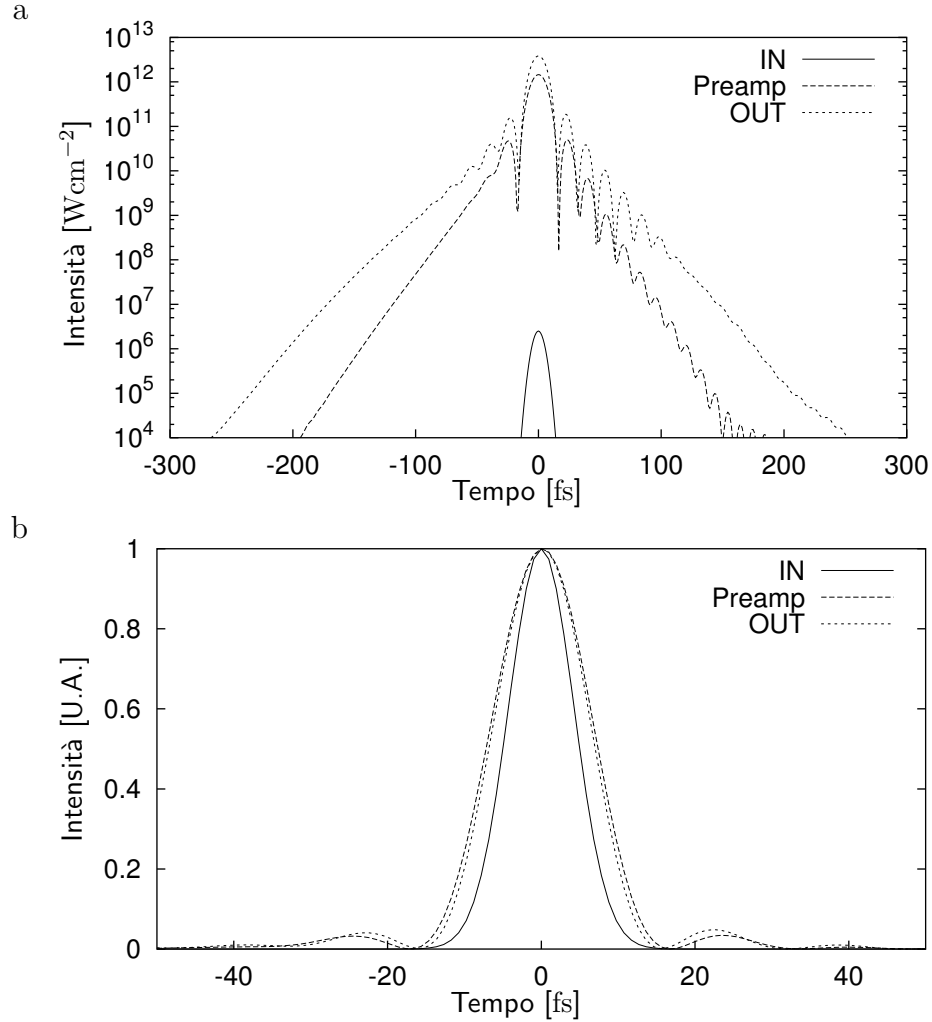 a
10^13
10^12
10^11
10^10
10^9
10^8
10^7
10^6
10^5
10^4
Intensità [Wcm^−2]
IN
Preamp
OUT
-300 -200 -100 0 100 200 300
Tempo [fs]
b
1
0.8
0.6
0.4
0.2
0
Intensità [U.A.]
IN
Preamp
OUT
-40 -20 0 20 40
Tempo [fs]